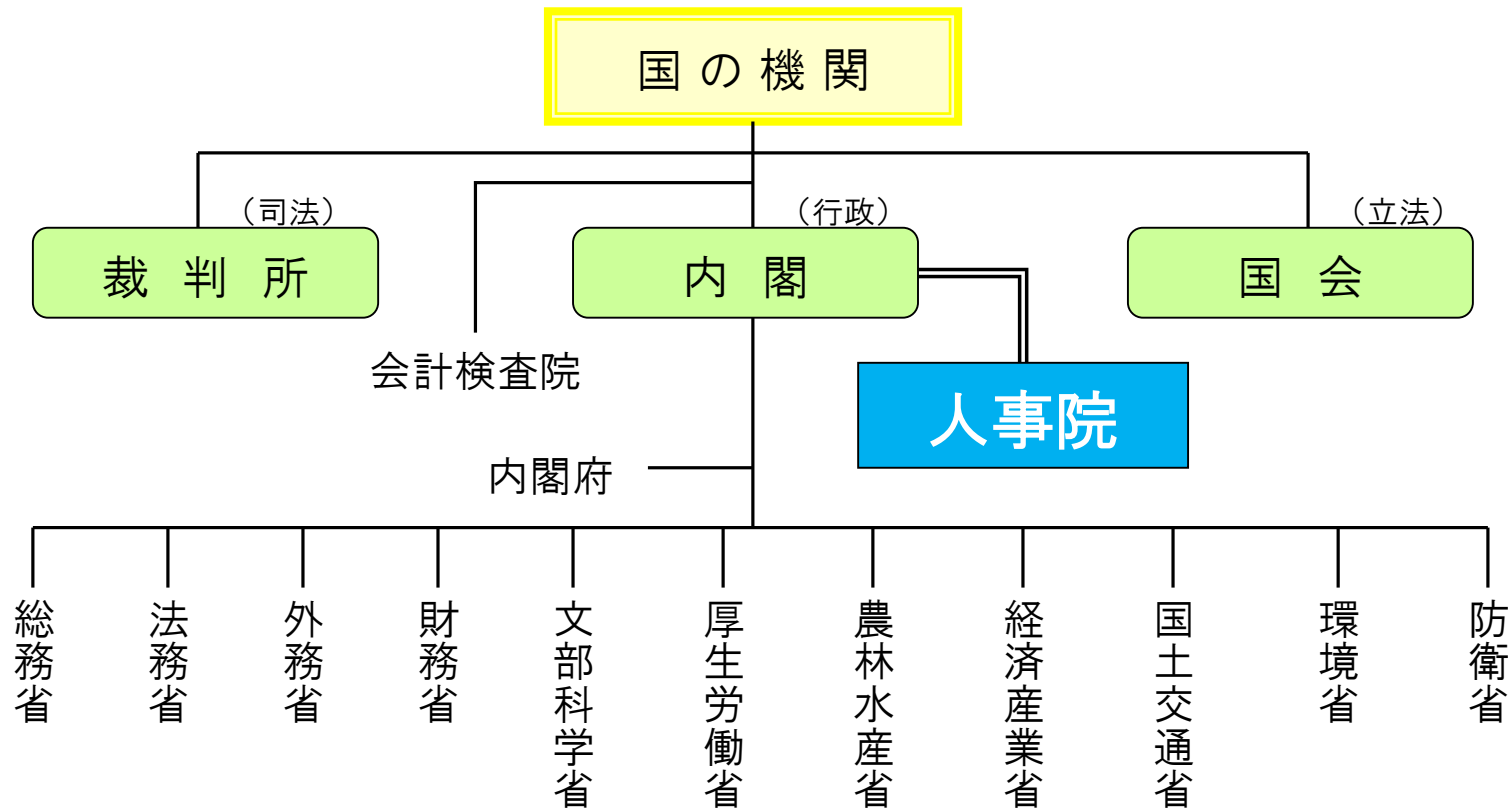 国の機関
（司法）
（行政）
（立法）
裁判所
内閣
国会
会計検査院
人事院
内閣府
総務省
法務省
外務省
財務省
文部科学省
厚生労働省
農林水産省
経済産業省
国土交通省
環境省
防衛省